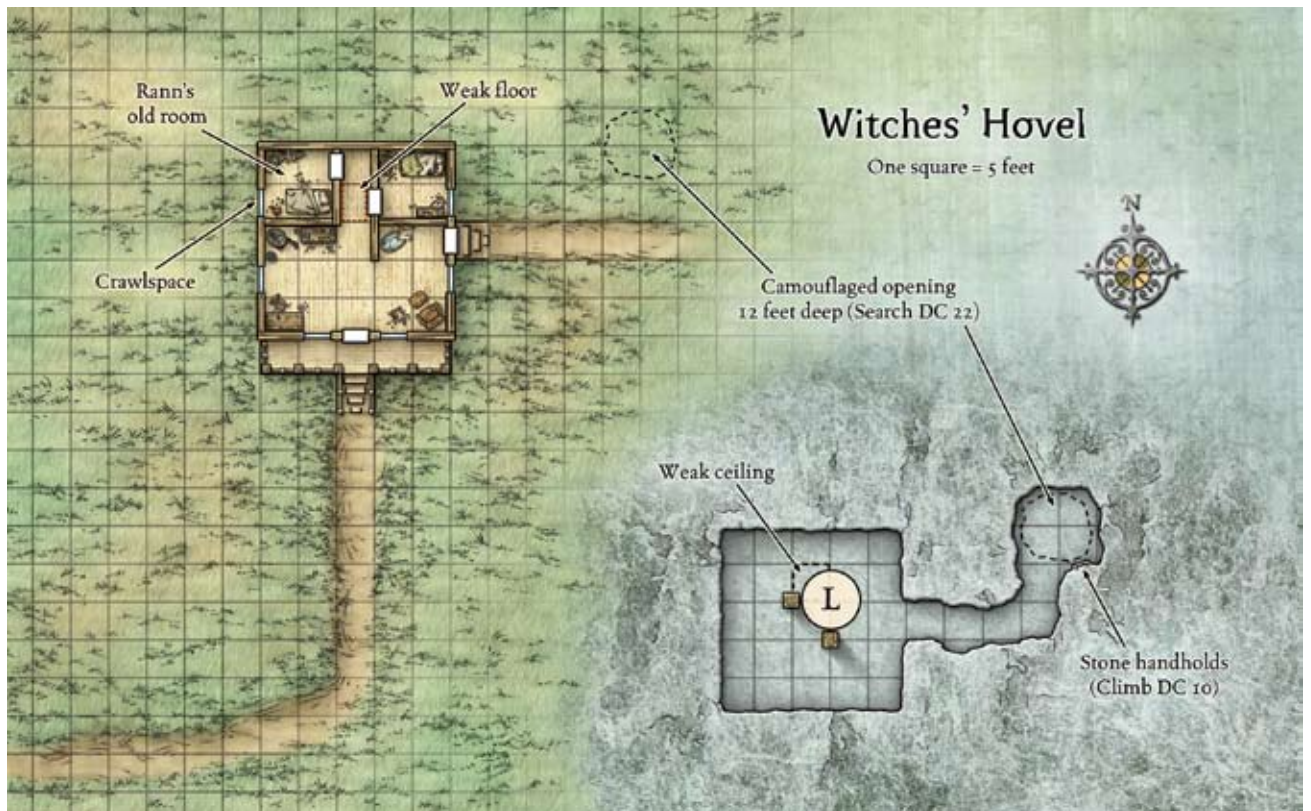 Rann's
old room
Weak floor
Witches' Hovel
One square = 5 feet
N
Crawlspace
Camouflaged opening
12 feet deep (Search DC 22)
Weak ceiling
L
Stone handholds
(Climb DC 10)